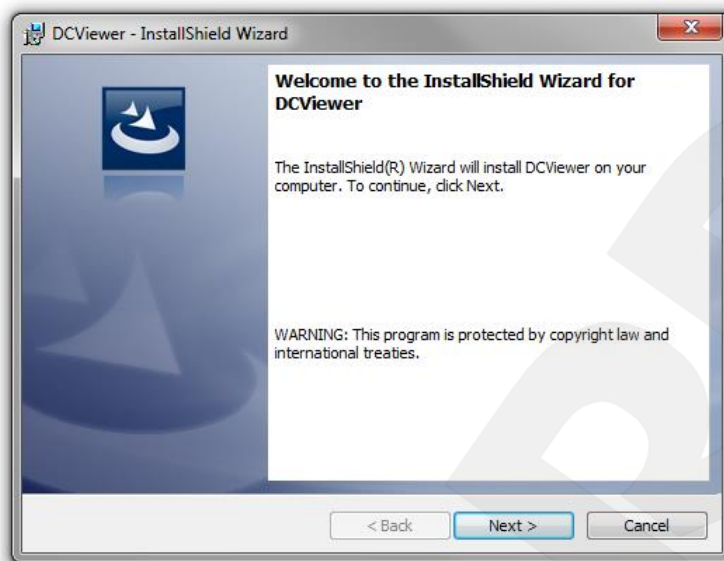 DCViewer - InstallShield Wizard
Welcome to the InstallShield Wizard for
DCViewer
The InstallShield(R) Wizard will install DCViewer on your
computer. To continue, click Next.
WARNING: This program is protected by copyright law and
international treaties.
< Back
Next >
Cancel